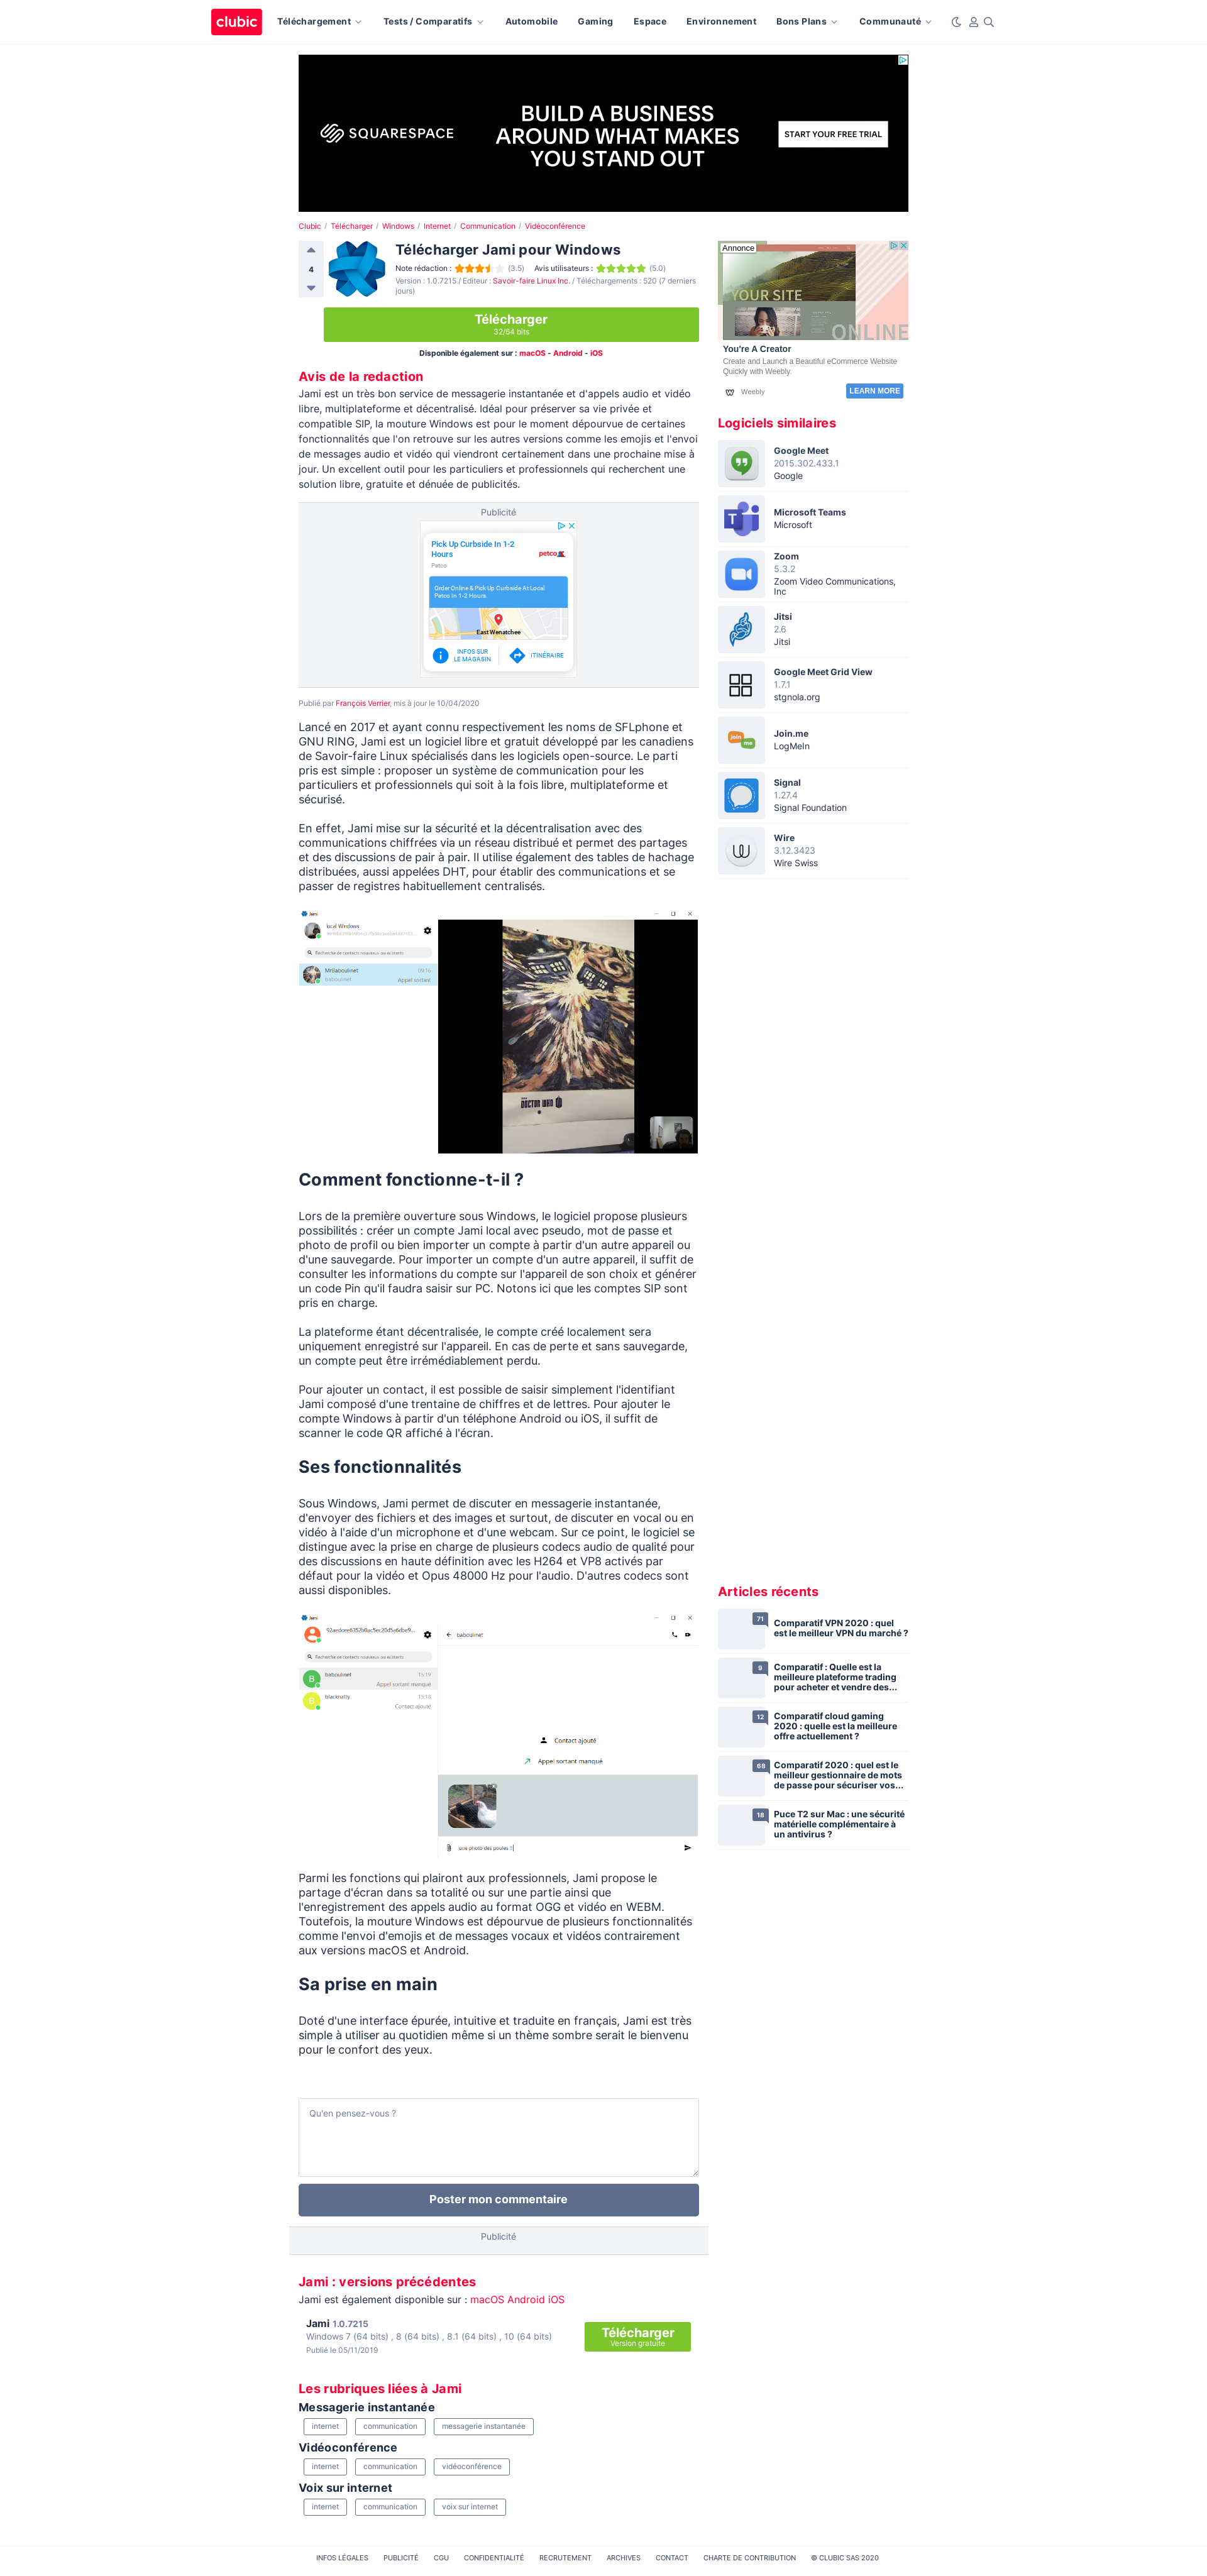 clubic
Téléchargement
Tests / Comparatifs
Automobile
Gaming
Espace
Environnement
Bons Plans
Communauté
SQUARESPACE
BUILD A BUSINESS
AROUND WHAT MAKES
YOU STAND OUT
START YOUR FREE TRIAL
Clubic / Télécharger / Windows / Internet / Communication / Vidéoconférence
4
Télécharger Jami pour Windows
Note rédaction : (3.5) Avis utilisateurs : (5.0)
Version : 1.0.7215 / Editeur : Savoir-faire Linux Inc. / Téléchargements : 520 (7 derniers
jours)
Télécharger
32/64 bits
Disponible également sur : macOS - Android - iOS
Avis de la redaction
Jami est un très bon service de messagerie instantanée et d'appels audio et vidéo
libre, multiplateforme et décentralisé. Idéal pour préserver sa vie privée et
compatible SIP, la mouture Windows est pour le moment dépourvue de certaines
fonctionnalités que l'on retrouve sur les autres versions comme les emojis et l'envoi
de messages audio et vidéo qui viendront certainement dans une prochaine mise à
jour. Un excellent outil pour les particuliers et professionnels qui recherchent une
solution libre, gratuite et dénuée de publicités.
Publicité
Pick Up Curbside In 1-2
Hours
Petco
petco
Order Online & Pick Up Curbside At Local
Petco In 1-2 Hours.
East Wenatchee
INFOS SUR
LE MAGASIN
ITINÉRAIRE
Publié par François Verrier, mis à jour le 10/04/2020
Lancé en 2017 et ayant connu respectivement les noms de SFLphone et
GNU RING, Jami est un logiciel libre et gratuit développé par les canadiens
de Savoir-faire Linux spécialisés dans les logiciels open-source. Le parti
pris est simple : proposer un système de communication pour les
particuliers et professionnels qui soit à la fois libre, multiplateforme et
sécurisé.
En effet, Jami mise sur la sécurité et la décentralisation avec des
communications chiffrées via un réseau distribué et permet des partages
et des discussions de pair à pair. Il utilise également des tables de hachage
distribuées, aussi appelées DHT, pour établir des communications et se
passer de registres habituellement centralisés.
Jami
local Windows
Recherche de contacts nouveaux ou existants
MrBaboulinet
20:16
baboulinet
Appel sortant
DOCTOR WHO
Comment fonctionne-t-il ?
Lors de la première ouverture sous Windows, le logiciel propose plusieurs
possibilités : créer un compte Jami local avec pseudo, mot de passe et
photo de profil ou bien importer un compte à partir d'un autre appareil ou
d'une sauvegarde. Pour importer un compte d'un autre appareil, il suffit de
consulter les informations du compte sur l'appareil de son choix et générer
un code Pin qu'il faudra saisir sur PC. Notons ici que les comptes SIP sont
pris en charge.
La plateforme étant décentralisée, le compte créé localement sera
uniquement enregistré sur l'appareil. En cas de perte et sans sauvegarde,
un compte peut être irrémédiablement perdu.
Pour ajouter un contact, il est possible de saisir simplement l'identifiant
Jami composé d'une trentaine de chiffres et de lettres. Pour ajouter le
compte Windows à partir d'un téléphone Android ou iOS, il suffit de
scanner le code QR affiché à l'écran.
Ses fonctionnalités
Sous Windows, Jami permet de discuter en messagerie instantanée,
d'envoyer des fichiers et des images et surtout, de discuter en vocal ou en
vidéo à l'aide d'un microphone et d'une webcam. Sur ce point, le logiciel se
distingue avec la prise en charge de plusieurs codecs audio de qualité pour
des discussions en haute définition avec les H264 et VP8 activés par
défaut pour la vidéo et Opus 48000 Hz pour l'audio. D'autres codecs sont
aussi disponibles.
Jami
baboulinet
Recherche de contacts nouveaux ou existants
B
baboulinet
15:19
Appel sortant manqué
B
blacknally
15:18
Contact ajouté
Contact ajouté
Appel sortant manqué
une photo des poules !!
Parmi les fonctions qui plairont aux professionnels, Jami propose le
partage d'écran dans sa totalité ou sur une partie ainsi que
l'enregistrement des appels audio au format OGG et vidéo en WEBM.
Toutefois, la mouture Windows est dépourvue de plusieurs fonctionnalités
comme l'envoi d'emojis et de messages vocaux et vidéos contrairement
aux versions macOS et Android.
Sa prise en main
Doté d'une interface épurée, intuitive et traduite en français, Jami est très
simple à utiliser au quotidien même si un thème sombre serait le bienvenu
pour le confort des yeux.
Qu'en pensez-vous ?
Poster mon commentaire
Publicité
Jami : versions précédentes
Jami est également disponible sur : macOS Android iOS
Jami 1.0.7215
Windows 7 (64 bits) , 8 (64 bits) , 8.1 (64 bits) , 10 (64 bits)
Publié le 05/11/2019
Télécharger
Version gratuite
Les rubriques liées à Jami
Messagerie instantanée
internet
communication
messagerie instantanée
Vidéoconférence
internet
communication
vidéoconférence
Voix sur internet
internet
communication
voix sur internet
Annonce
YOUR SITE
ONLINE
You're A Creator
Create and Launch a Beautiful eCommerce Website
Quickly with Weebly.
Weebly
LEARN MORE
Logiciels similaires
Google Meet
2015.302.433.1
Google
Microsoft Teams
Microsoft
Zoom
5.3.2
Zoom Video Communications,
Inc
Jitsi
2.6
Jitsi
Google Meet Grid View
1.7.1
stgnola.org
join
me
Join.me
LogMeIn
Signal
1.27.4
Signal Foundation
Wire
3.12.3423
Wire Swiss
Articles récents
71
Comparatif VPN 2020 : quel
est le meilleur VPN du marché ?
9
Comparatif : Quelle est la
meilleure plateforme trading
pour acheter et vendre des...
12
Comparatif cloud gaming
2020 : quelle est la meilleure
offre actuellement ?
68
Comparatif 2020 : quel est le
meilleur gestionnaire de mots
de passe pour sécuriser vos...
18
Puce T2 sur Mac : une sécurité
matérielle complémentaire à
un antivirus ?
INFOS LÉGALES
PUBLICITÉ
CGU
CONFIDENTIALITÉ
RECRUTEMENT
ARCHIVES
CONTACT
CHARTE DE CONTRIBUTION
© CLUBIC SAS 2020